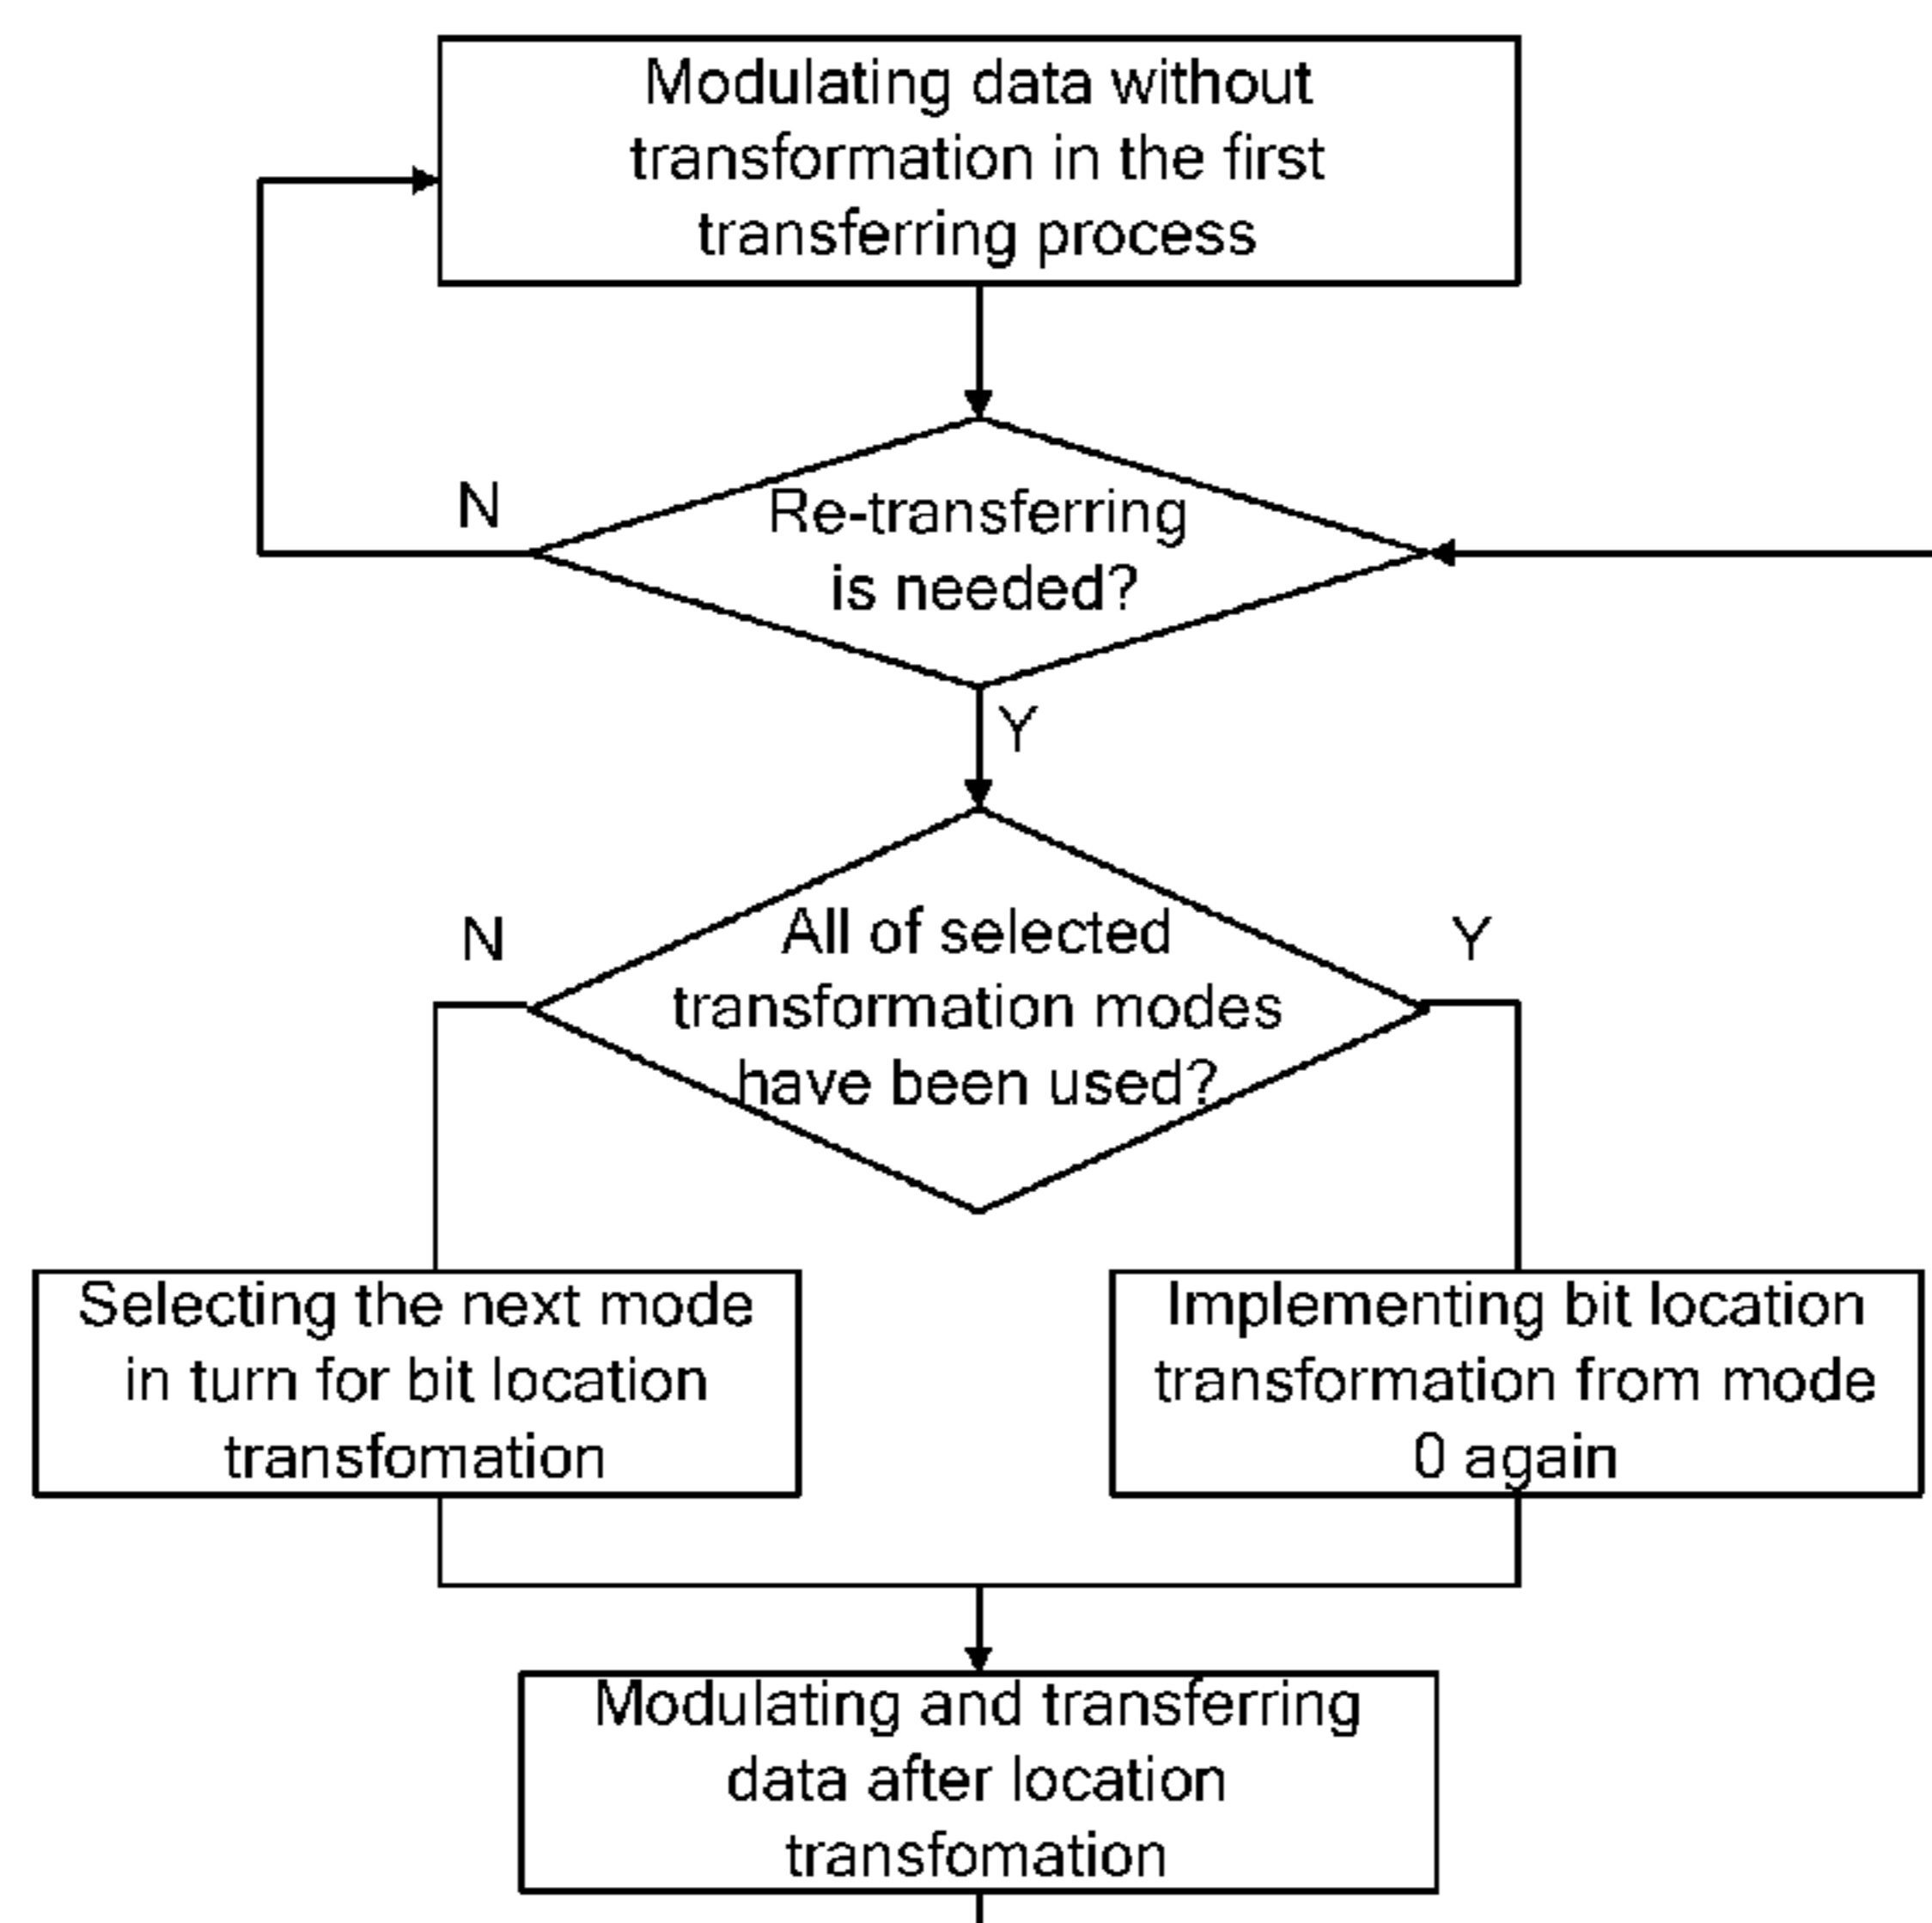 Modulating data without
transformation in the first
transferring process
N
Re-transferring
is needed?
Y
N
All of selected
transformation modes
have been used?
Y
Selecting the next mode
in turn for bit location
transfomation
Implementing bit location
transformation from mode
0 again
Modulating and transferring
data after location
transfomation